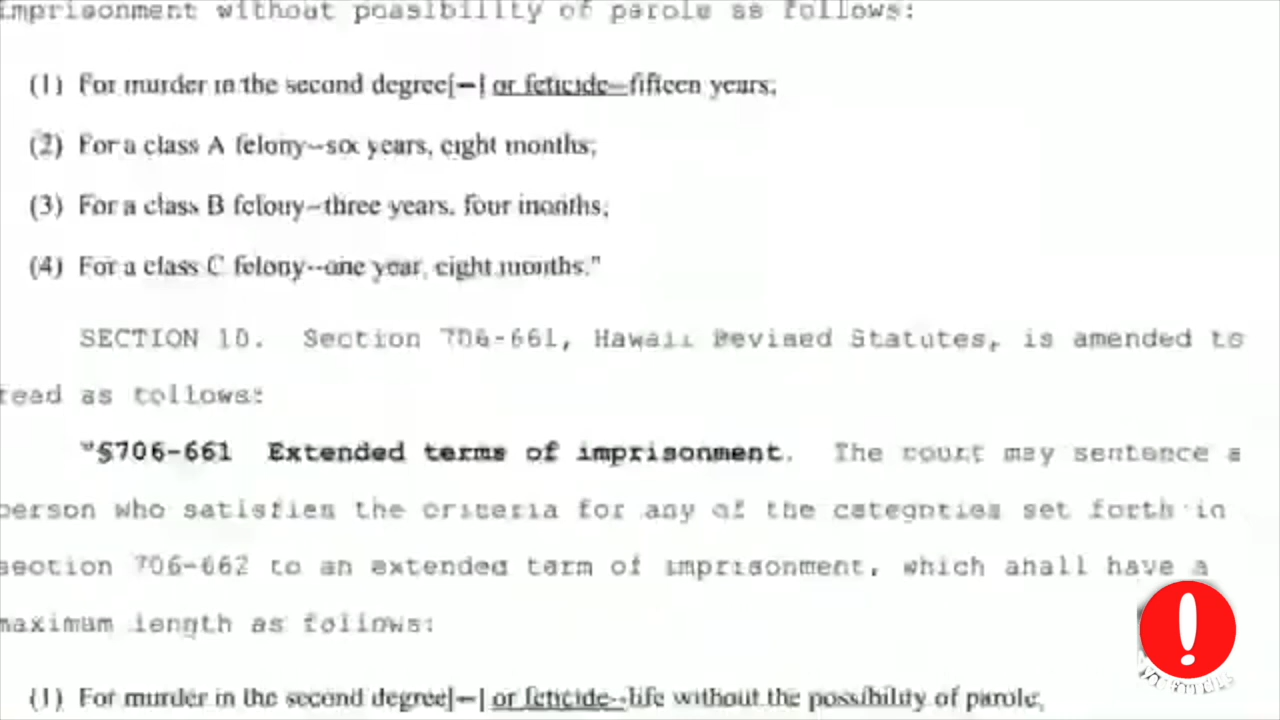 imprisonment without possibility of parole as follows:
(1) For murder in the second degree[—] or feticide--fifteen years;
(2) For a class A felony--six years, eight months;
(3) For a class B felony--three years, four months;
(4) For a class C felony--one year, eight months."
SECTION 10. Section 706-661, Hawaii Revised Statutes, is amended to
read as follows:
"§706-661 Extended terms of imprisonment. The court may sentence a
person who satisfies the criteria for any of the categories set forth in
section 706-662 to an extended term of imprisonment, which shall have a
maximum length as follows:
(1) For murder in the second degree[—] or feticide--life without the possibility of parole;